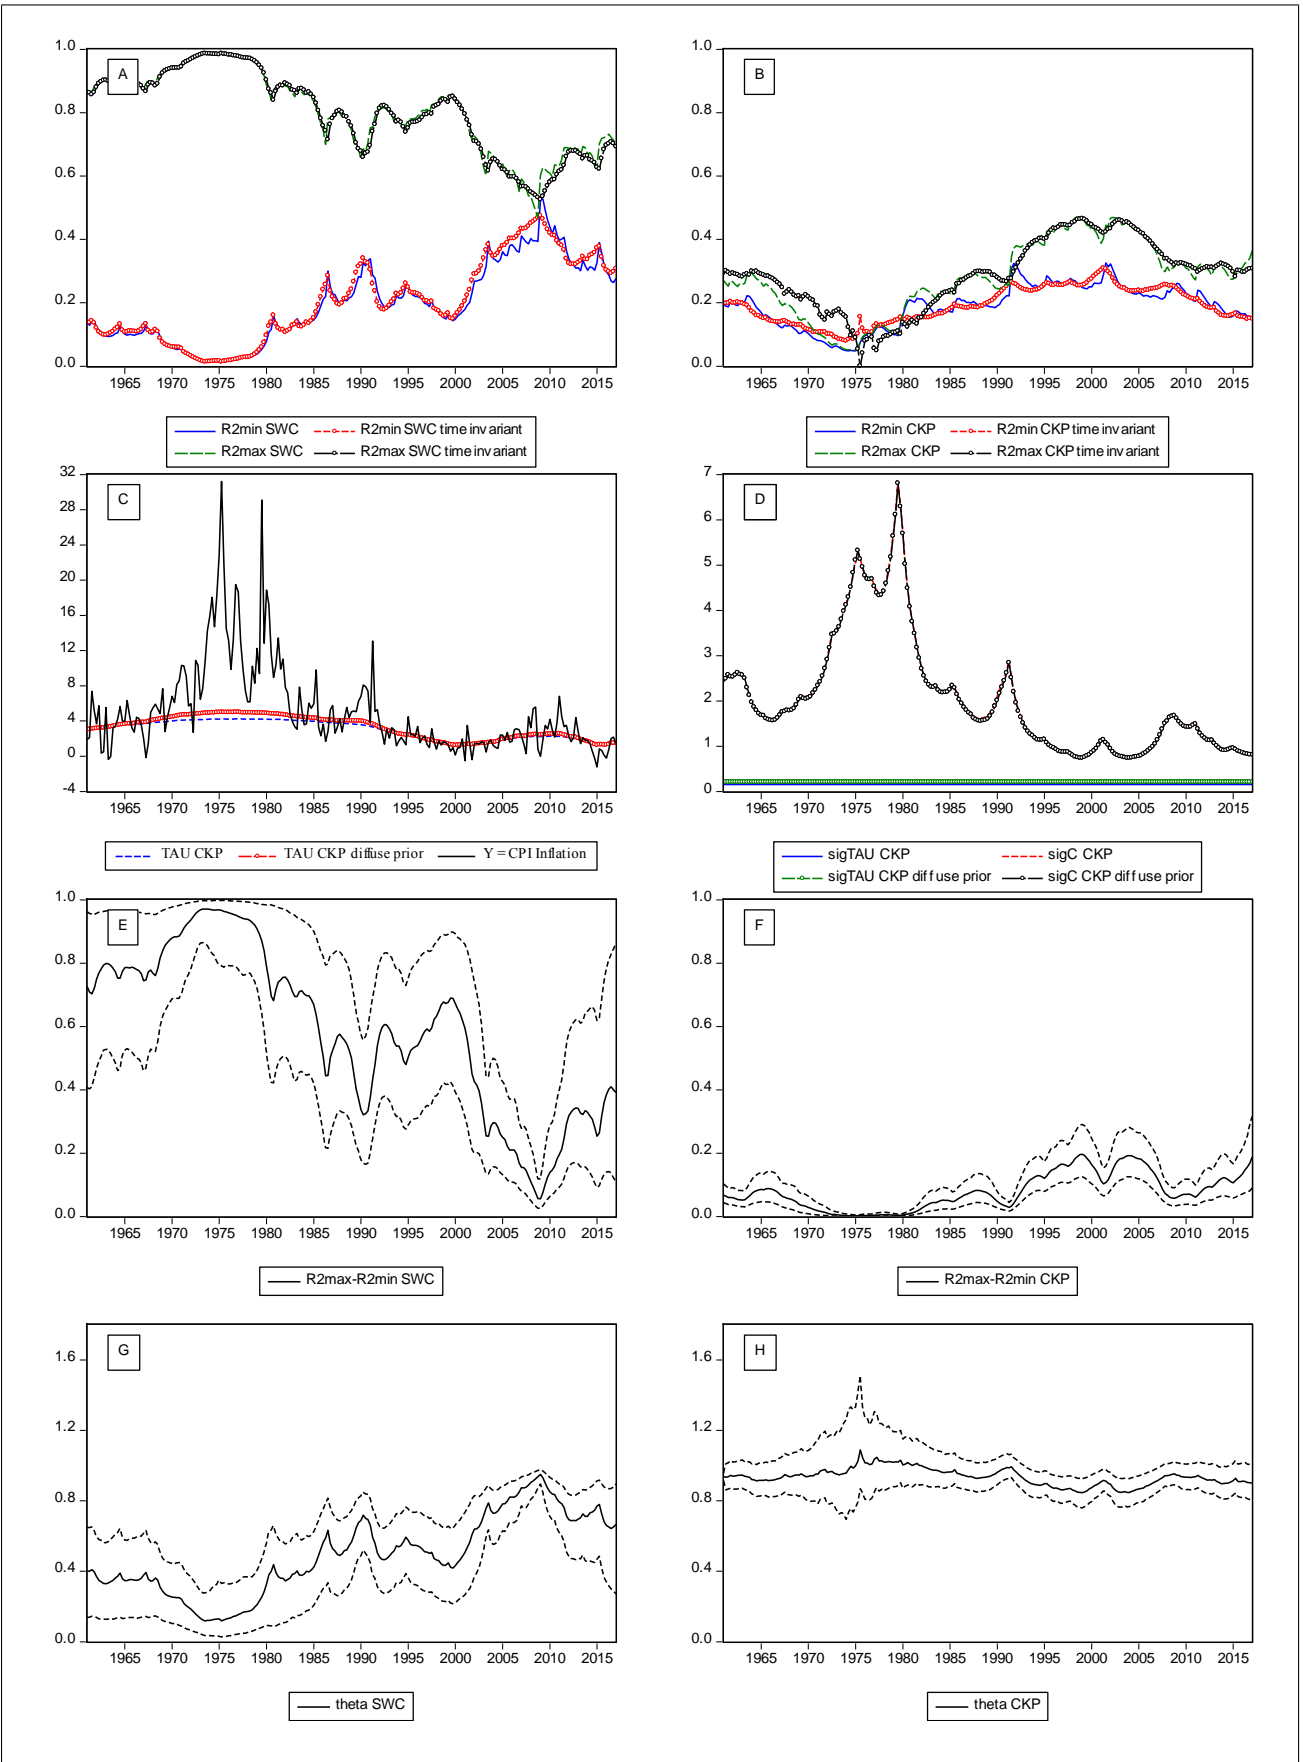 A
1.0
0.8
0.6
0.4
0.2
0.0
1965 1970 1975 1980 1985 1990 1995 2000 2005 2010 2015
R2min SWC R2min SWC time invariant
R2max SWC R2max SWC time invariant
B
1.0
0.8
0.6
0.4
0.2
0.0
1965 1970 1975 1980 1985 1990 1995 2000 2005 2010 2015
R2min CKP R2min CKP time invariant
R2max CKP R2max CKP time invariant
C
32
28
24
20
16
12
8
4
0
-4
1965 1970 1975 1980 1985 1990 1995 2000 2005 2010 2015
TAU CKP TAU CKP diffuse prior Y = CPI Inflation
D
7
6
5
4
3
2
1
0
1965 1970 1975 1980 1985 1990 1995 2000 2005 2010 2015
sigTAU CKP sigC CKP
sigTAU CKP diffuse prior sigC CKP diffuse prior
E
1.0
0.8
0.6
0.4
0.2
0.0
1965 1970 1975 1980 1985 1990 1995 2000 2005 2010 2015
R2max-R2min SWC
F
1.0
0.8
0.6
0.4
0.2
0.0
1965 1970 1975 1980 1985 1990 1995 2000 2005 2010 2015
R2max-R2min CKP
G
1.6
1.2
0.8
0.4
0.0
1965 1970 1975 1980 1985 1990 1995 2000 2005 2010 2015
theta SWC
H
1.6
1.2
0.8
0.4
0.0
1965 1970 1975 1980 1985 1990 1995 2000 2005 2010 2015
theta CKP